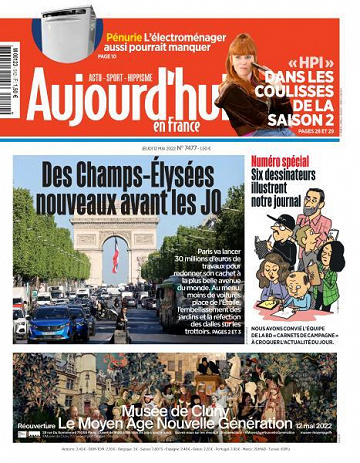 Pénurie L'électroménager
aussi pourrait manquer
PAGE 10
« HPI »
DANS LES
COULISSES
DE LA
SAISON 2
PAGES 28 ET 29
ACTU - SPORT - HIPPISME
Aujourd'hui
en France
JEUDI 12 MAI 2022 N° 7477 - 1,50 €
Des Champs-Élysées
nouveaux avant les JO
Paris va lancer
30 millions d'euros de
travaux pour
redonner son cachet à
la plus belle avenue
du monde. Au menu,
moins de voitures
place de l'Étoile,
l'embellissement des
jardins et la réfection
des dalles sur les
trottoirs. PAGES 2 ET 3
Numéro spécial
Six dessinateurs
illustrent
notre journal
NOUS AVONS CONVIÉ L'ÉQUIPE
DE LA BD « CARNETS DE CAMPAGNE »
À CROQUER L'ACTUALITÉ DU JOUR.
Musée de Cluny
Réouverture Le Moyen Age Nouvelle Génération 12 mai 2022